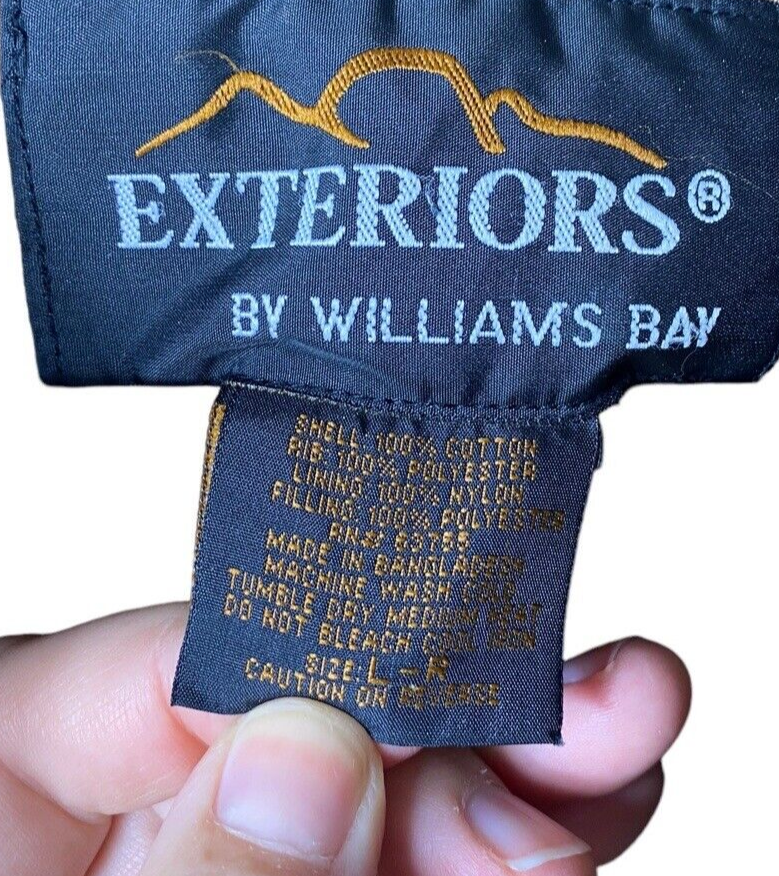 EXTERIORS®
BY WILLIAMS BAY
SHELL: 100% COTTON
RIB: 100% POLYESTER
LINING: 100% NYLON
FILLING: 100% POLYESTER
RN#
MADE IN BANGLADESH
MACHINE WASH COLD
TUMBLE DRY MEDIUM HEAT
DO NOT BLEACH COOL IRON
SIZE: L - R
CAUTION ON REVERSE